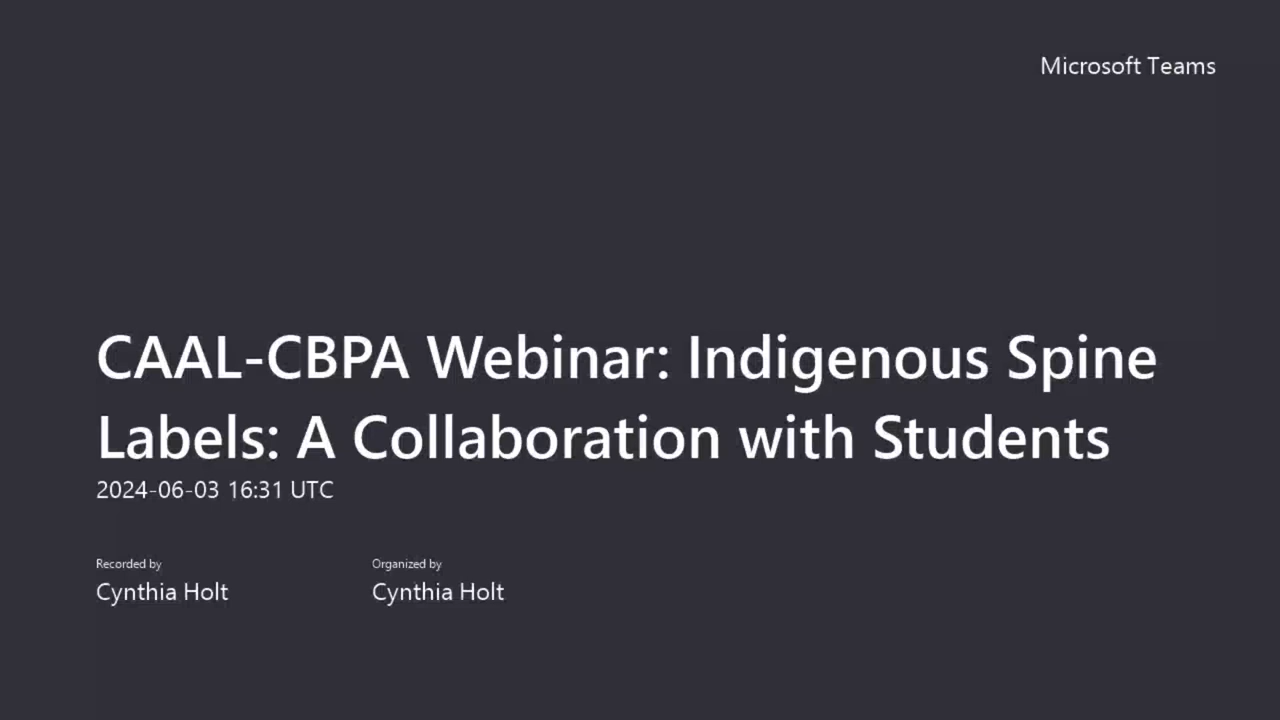 Microsoft Teams
CAAL-CBPA Webinar: Indigenous Spine
Labels: A Collaboration with Students
2024-06-03 16:31 UTC
Recorded by
Cynthia Holt
Organized by
Cynthia Holt